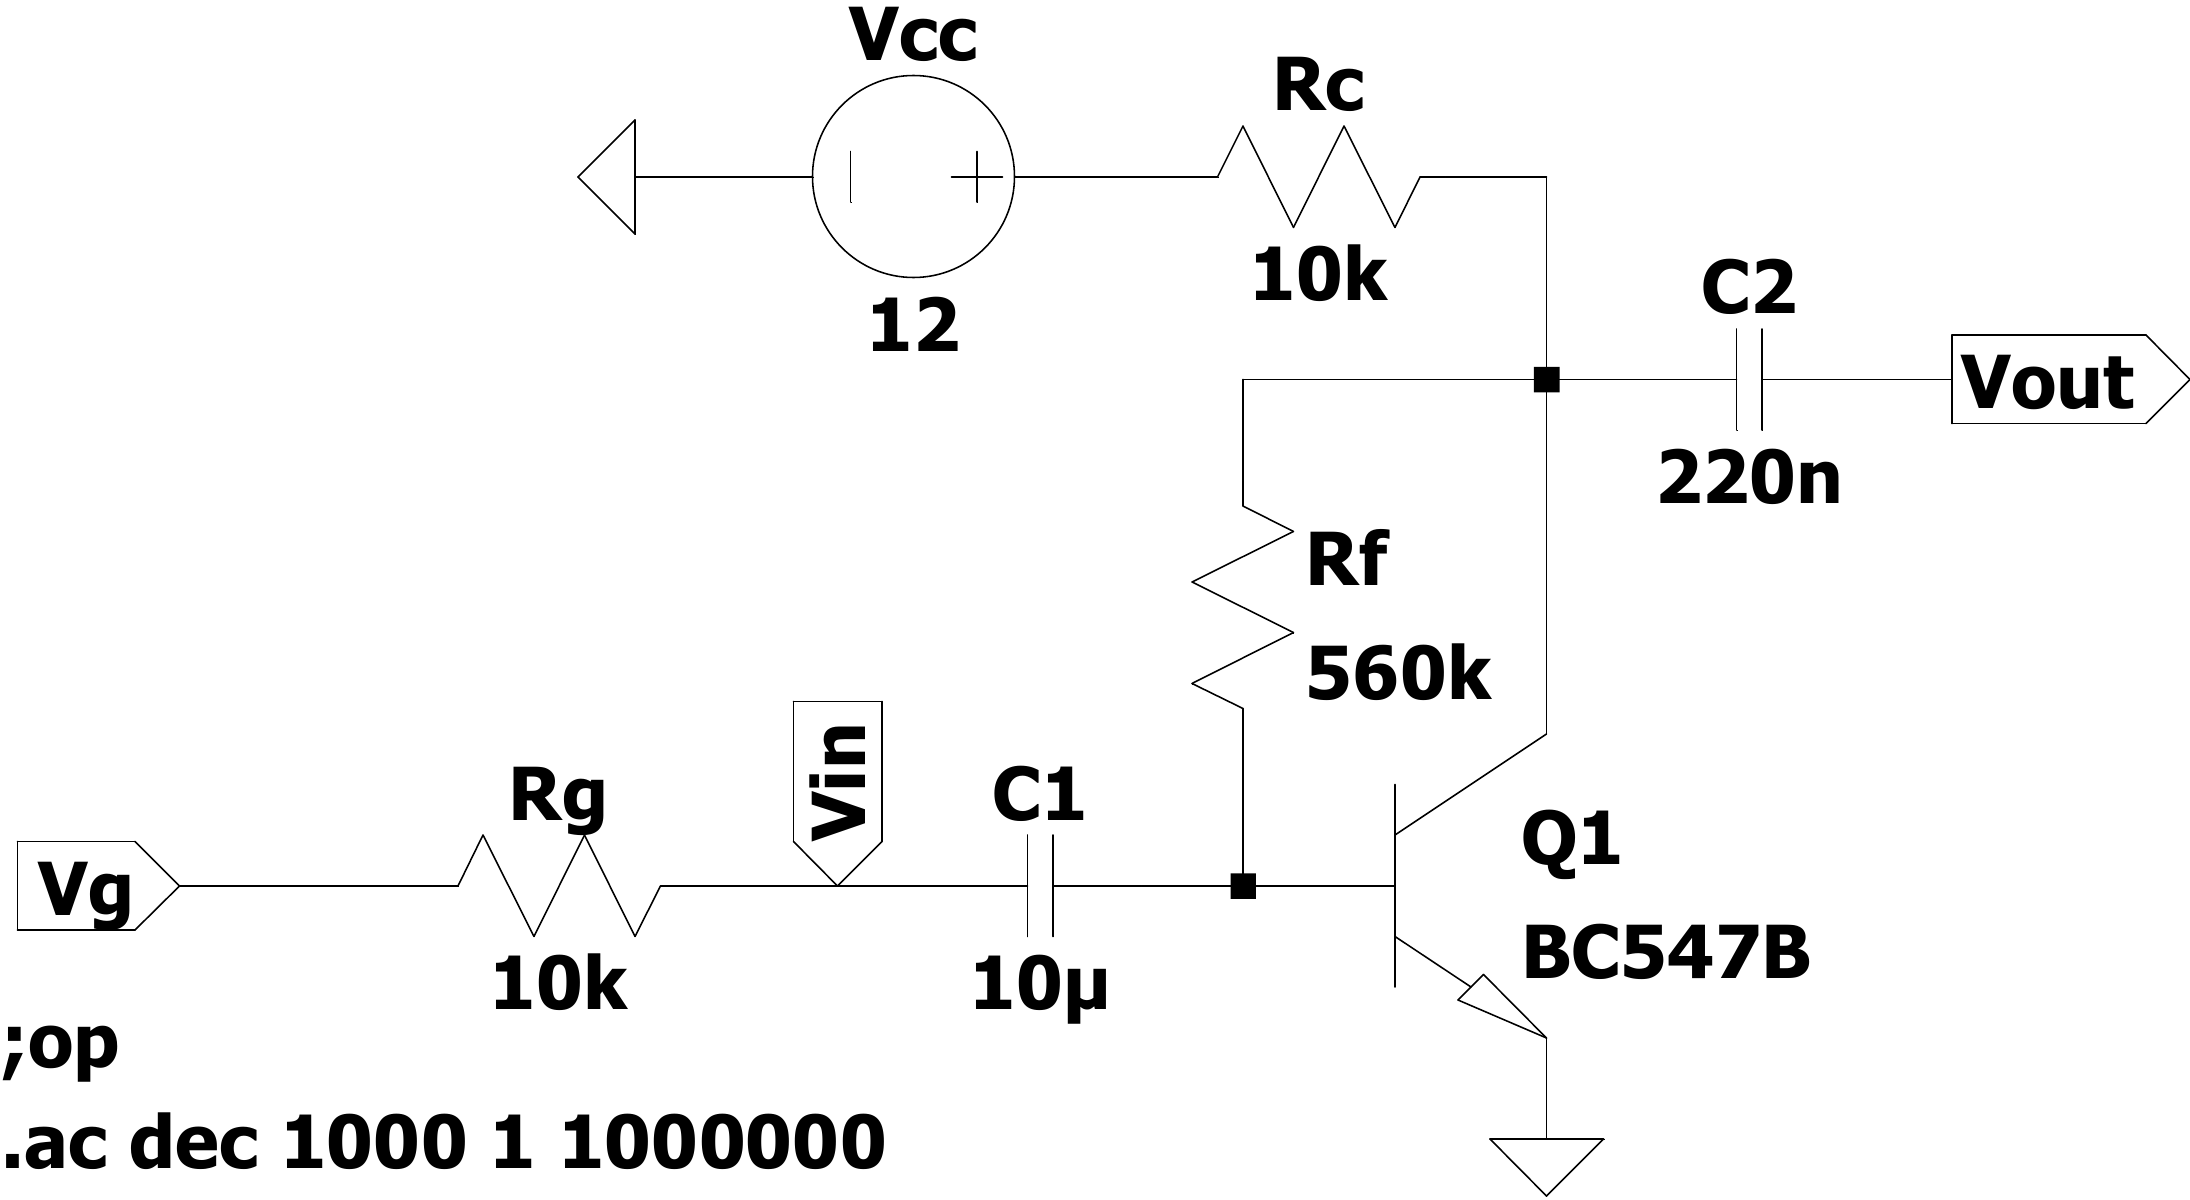 Vcc
12
Rc
10k
C2
220n
Vout
Rf
560k
Vin
Vg
Rg
10k
C1
10µ
Q1
BC547B
;op
.ac dec 1000 1 1000000